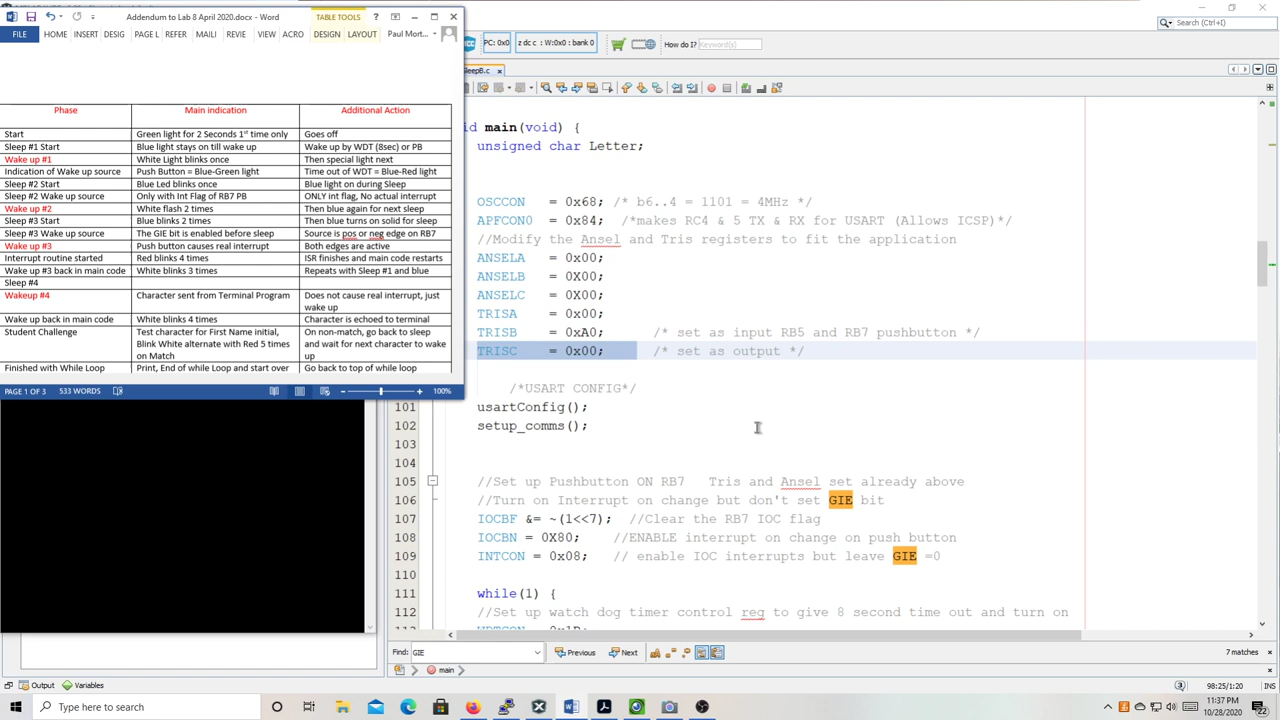 Addendum to Lab 8 April 2020.docx - Word
TABLE TOOLS
FILE HOME INSERT DESIG PAGE L REFER MAILI REVIE VIEW ACRO DESIGN LAYOUT Paul Mort...
Phase Main indication Additional Action
Start Green light for 2 Seconds 1st time only Goes off
Sleep #1 Start Blue light stays on till wake up Wake up by WDT (8sec) or PB
Wake up #1 White Light blinks once Then special light next
Indication of Wake up source Push Button = Blue-Green light Time out of WDT = Blue-Red light
Sleep #2 Start Blue Led blinks once Blue light on during Sleep
Sleep #2 Wake up source Only with Int Flag of RB7 PB ONLY int flag, No actual interrupt
Wake up #2 White flash 2 times Then blue again for next sleep
Sleep #3 Start Blue blinks 2 times Then blue turns on solid for sleep
Sleep #3 Wake up source The GIE bit is enabled before sleep Source is pos or neg edge on RB7
Wake up #3 Push button causes real interrupt Both edges are active
Interrupt routine started Red blinks 4 times ISR finishes and main code restarts
Wake up #3 back in main code White blinks 3 times Repeats with Sleep #1 and blue
Sleep #4
Wakeup #4 Character sent from Terminal Program Does not cause real interrupt, just
wake up
Wake up back in main code White blinks 4 times Character is echoed to terminal
Student Challenge Test character for First Name initial, On non-match, go back to sleep
Blink White alternate with Red 5 times and wait for next character to wake
on Match up
Finished with While Loop Print, End of while Loop and start over Go back to top of while loop
PAGE 1 OF 3 533 WORDS 100%
Search (Ctrl+I)
PC: 0x0 z dc c : W:0x0 : bank 0 How do I? Keyword(s)
SleepB.c
id main(void) {
unsigned char Letter;
OSCCON = 0x68; /* b6..4 = 1101 = 4MHz */
APFCON0 = 0x84; /*makes RC4 & 5 TX & RX for USART (Allows ICSP)*/
//Modify the Ansel and Tris registers to fit the application
ANSELA = 0x00;
ANSELB = 0X00;
ANSELC = 0X00;
TRISA = 0x00;
TRISB = 0xA0; /* set as input RB5 and RB7 pushbutton */
TRISC = 0x00; /* set as output */
/*USART CONFIG*/
101 usartConfig();
102 setup_comms();
103
104
105 //Set up Pushbutton ON RB7 Tris and Ansel set already above
106 //Turn on Interrupt on change but don't set GIE bit
107 IOCBF &= ~(1<<7); //Clear the RB7 IOC flag
108 IOCBN = 0X80; //ENABLE interrupt on change on push button
109 INTCON = 0x08; // enable IOC interrupts but leave GIE =0
110
111 while(1) {
112 //Set up watch dog timer control reg to give 8 second time out and turn on
Find: GIE Previous Next 7 matches
main
Output Variables 98:25/1:20 INS
Type here to search
11:37 PM
10/28/2020
22